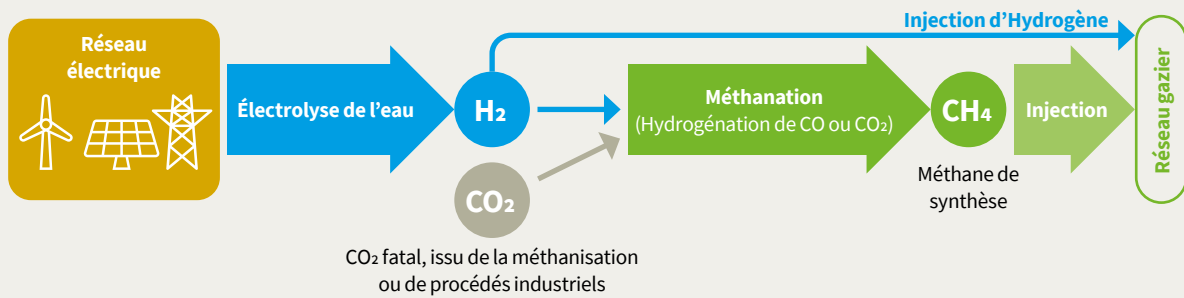 Réseau
électrique
Électrolyse de l'eau
H₂
Injection d'Hydrogène
CO₂
CO₂ fatal, issu de la méthanisation
ou de procédés industriels
Méthanation
(Hydrogénation de CO ou CO₂)
CH₄
Méthane de
synthèse
Injection
Réseau gazier